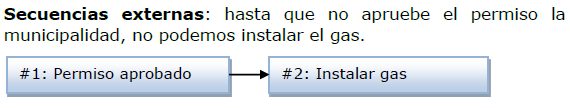 Secuencias externas: hasta que no apruebe el permiso la
municipalidad, no podemos instalar el gas.
#1: Permiso aprobado
#2: Instalar gas